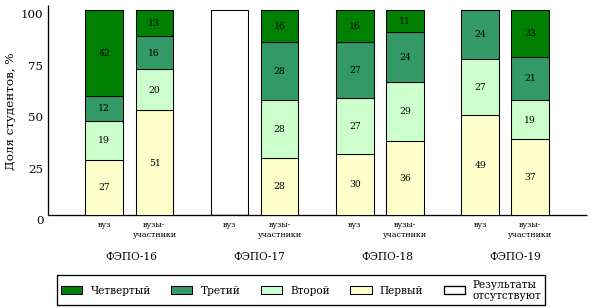 Доля студентов, %
100
75
50
25
0
42
12
19
27
13
16
20
51
16
28
28
28
16
27
27
30
11
24
29
36
24
27
49
23
21
19
37
вуз
вузы-
участники
вуз
вузы-
участники
вуз
вузы-
участники
вуз
вузы-
участники
ФЭПО-16
ФЭПО-17
ФЭПО-18
ФЭПО-19
Четвертый
Третий
Второй
Первый
Результаты
отсутствуют